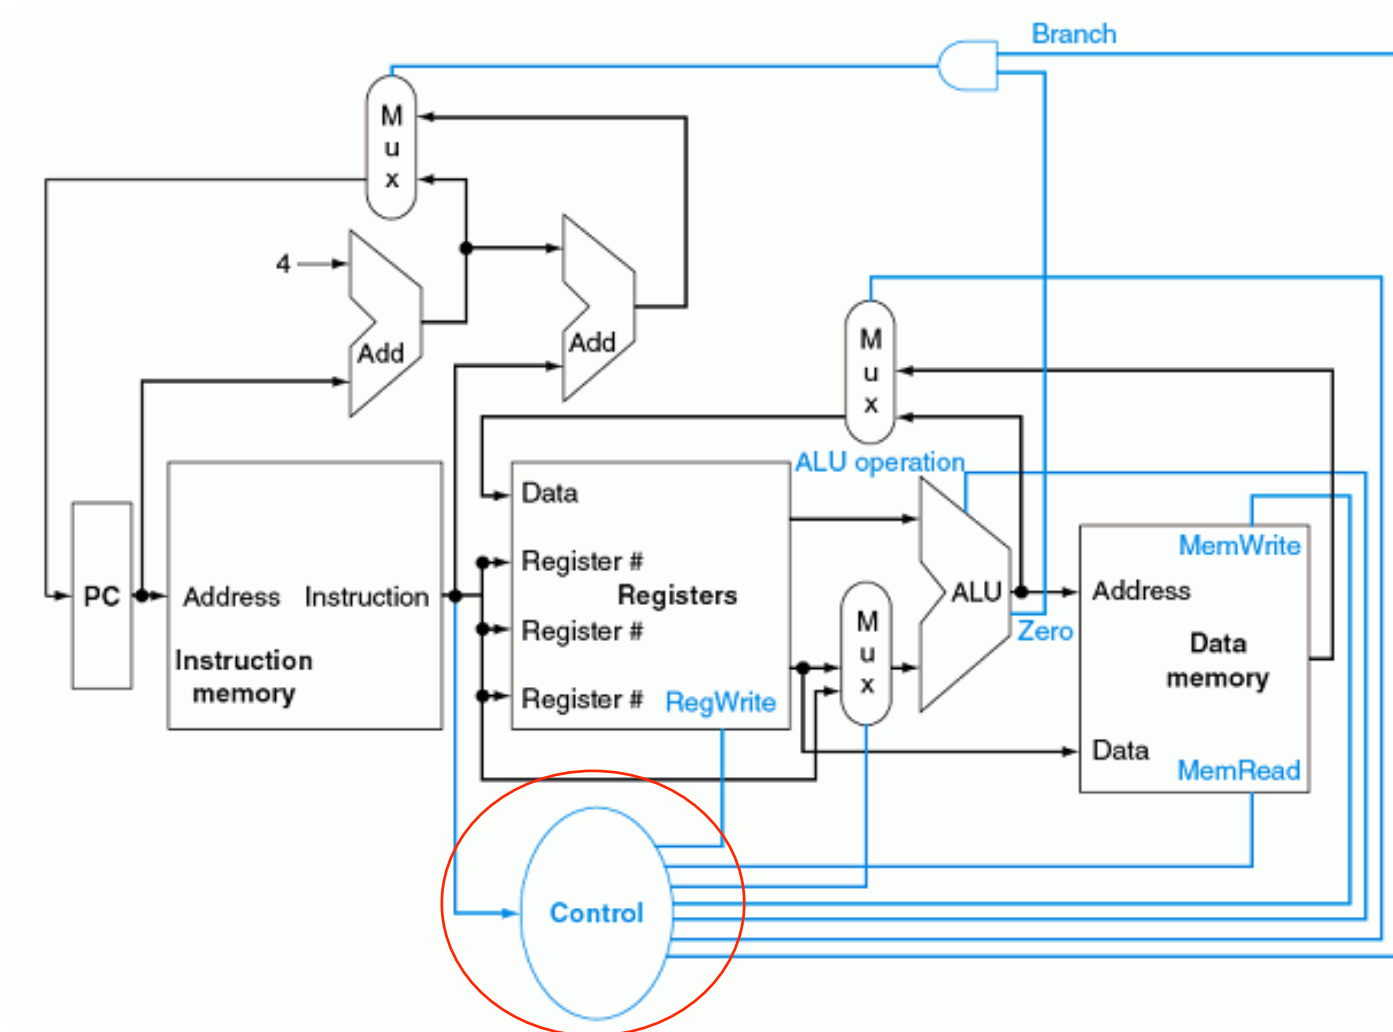 Branch
M
u
x
4
Add
Add
M
u
x
ALU operation
Data
Register #
Registers
Register #
Register #
RegWrite
PC
Address
Instruction
Instruction
memory
M
u
x
ALU
Zero
MemWrite
Address
Data
memory
Data
MemRead
Control